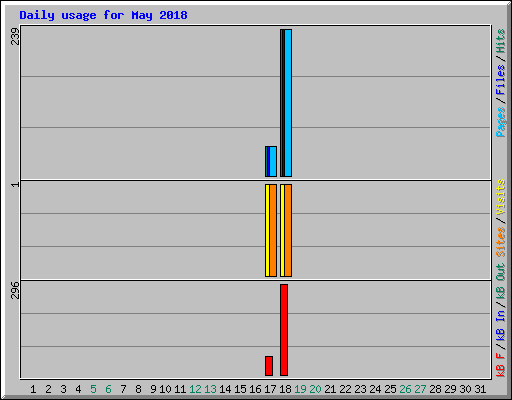 Daily usage for May 2018
239
1
296
Pages / Files / Hits
Sites / Visits
kB F / kB In / kB Out
1 2 3 4 5 6 7 8 9 10 11 12 13 14 15 16 17 18 19 20 21 22 23 24 25 26 27 28 29 30 31